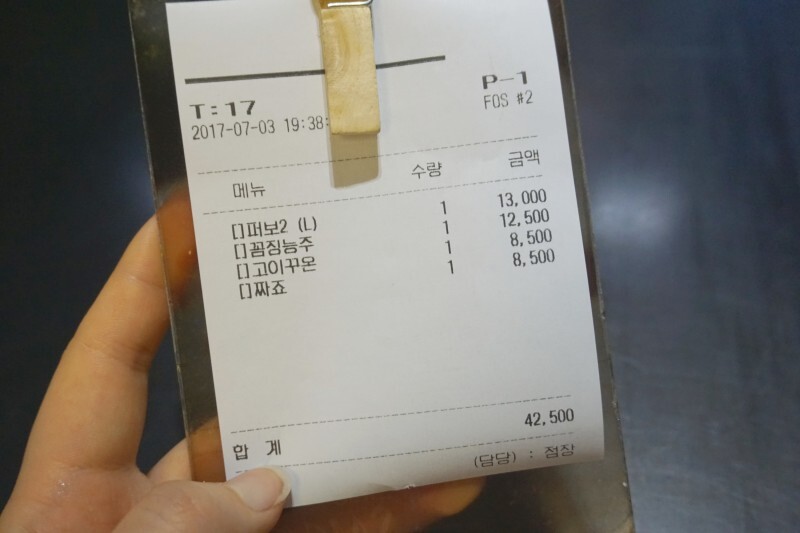 T:17
P-1
2017-07-03 19:38:
FOS #2
메뉴 수량 금액
[]퍼보2 (L) 1 13,000
[]꼼징능주 1 12,500
[]고이꾸온 1 8,500
[]짜죠 1 8,500
합 계 42,500
(담당) : 점장